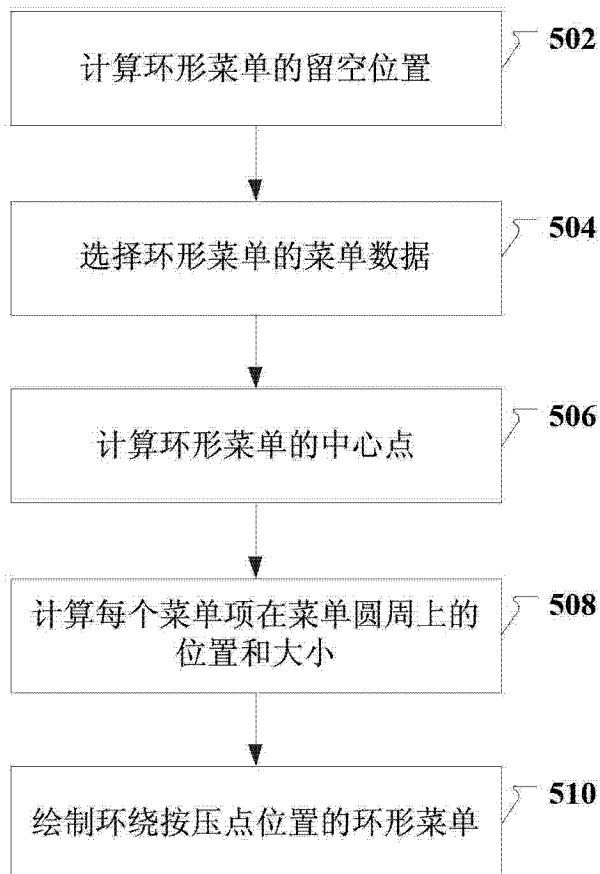 计算环形菜单的留空位置
502
选择环形菜单的菜单数据
504
计算环形菜单的中心点
506
计算每个菜单项在菜单圆周上的
位置和大小
508
绘制环绕按压点位置的环形菜单
510